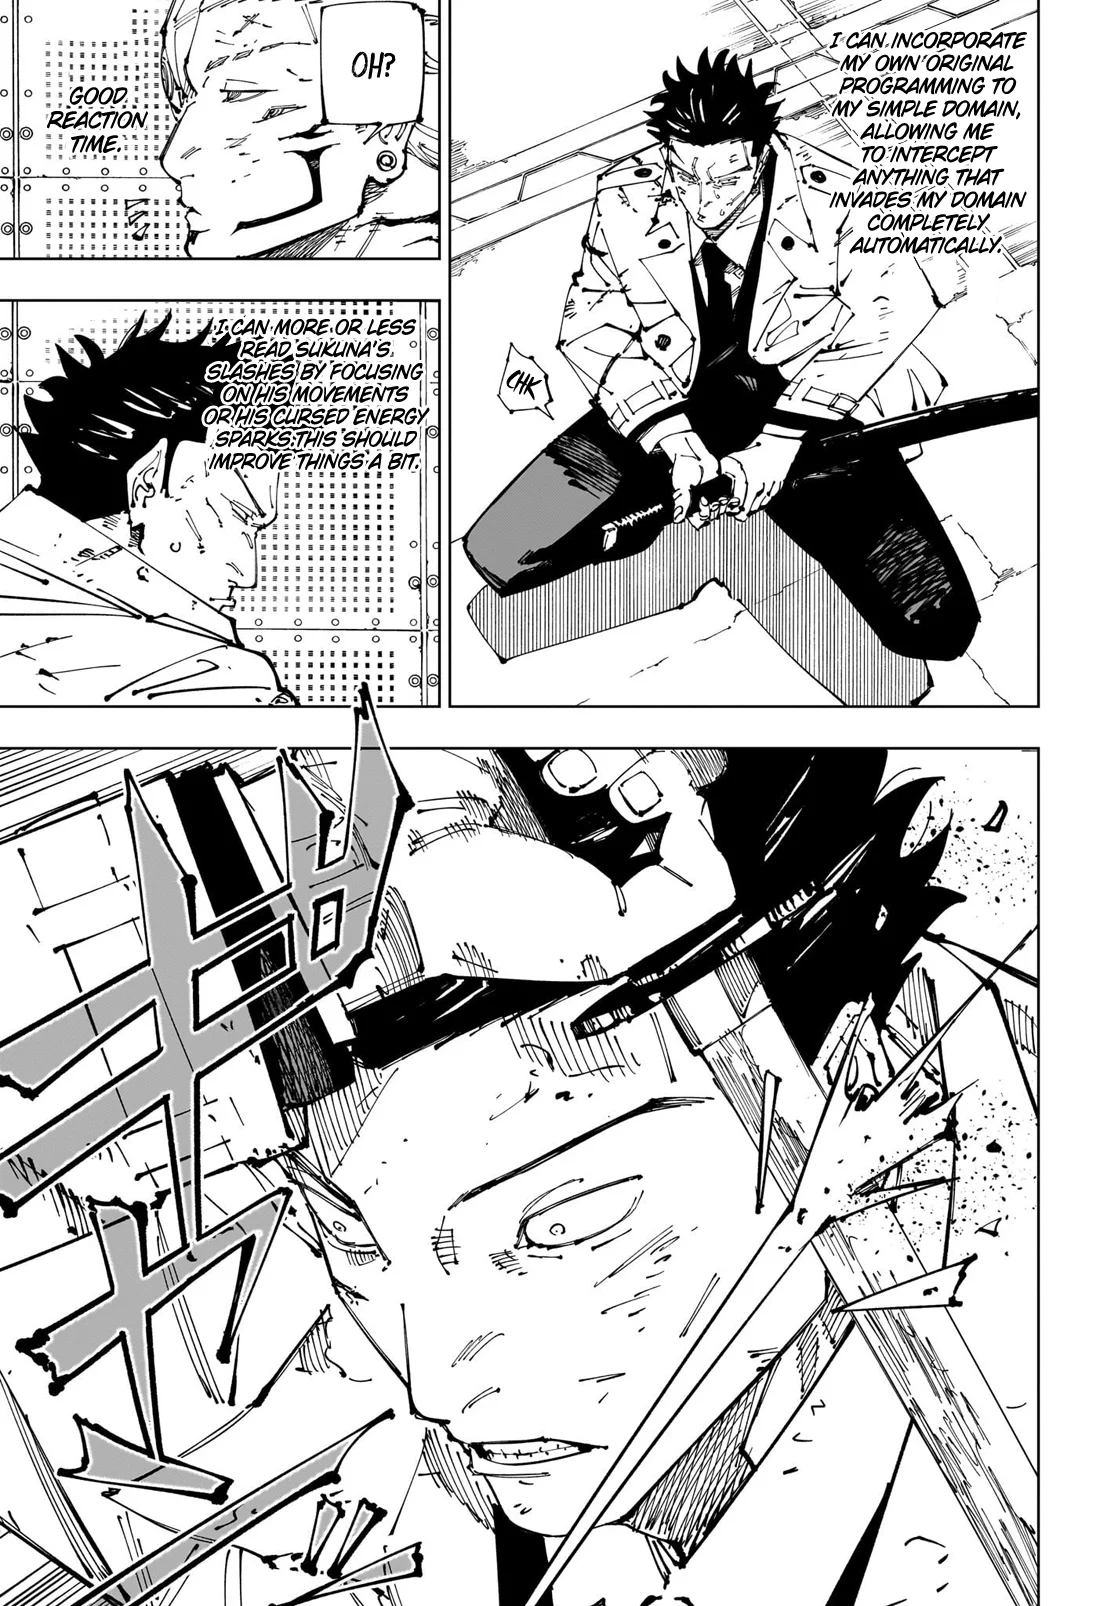 I CAN INCORPORATE
MY OWN ORIGINAL
PROGRAMMING TO
MY SIMPLE DOMAIN,
ALLOWING ME
TO INTERCEPT
ANYTHING THAT
INVADES MY DOMAIN
COMPLETELY
AUTOMATICALLY.
CHK
OH?
GOOD
REACTION
TIME.
I CAN MORE OR LESS
READ SUKUNA'S
SLASHES BY FOCUSING
ON HIS MOVEMENTS
OR HIS CURSED ENERGY
SPARKS. THIS SHOULD
IMPROVE THINGS A BIT.